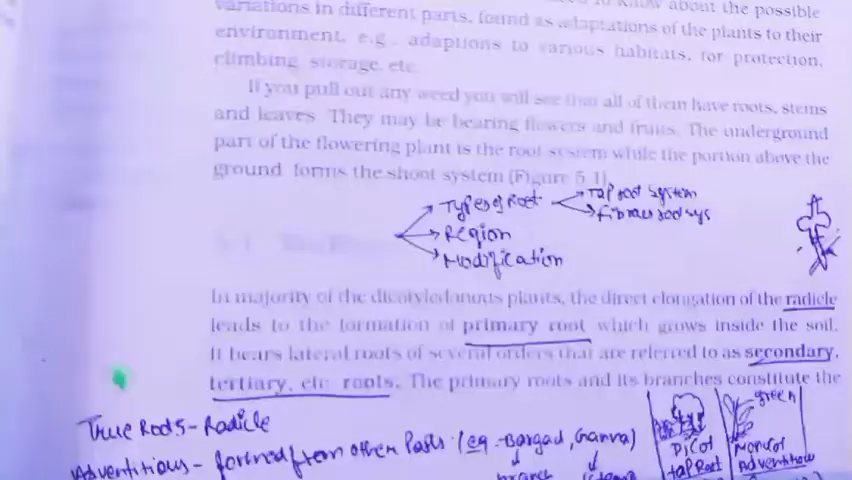 know about the possible
variations in different parts, found as adaptations of the plants to their
environment, e.g., adaptions to various habitats, for protection,
climbing, storage, etc.
If you pull out any weed you will see that all of them have roots, stems
and leaves. They may be bearing flowers and fruits. The underground
part of the flowering plant is the root system while the portion above the
ground forms the shoot system (Figure 5.1).
Types of Root
Tap root System
Fibrous root sys
Region
Modification
In majority of the dicotyledonous plants, the direct elongation of the radicle
leads to the formation of primary root which grows inside the soil.
It bears lateral roots of several orders that are referred to as secondary,
tertiary, etc. roots. The primary roots and its branches constitute the
True Roots - Radicle
Adventitious - formed from other Parts (eg - Bargad, Ganna)
branch
green
Dicot
tap Root
Monocot
Adventitious